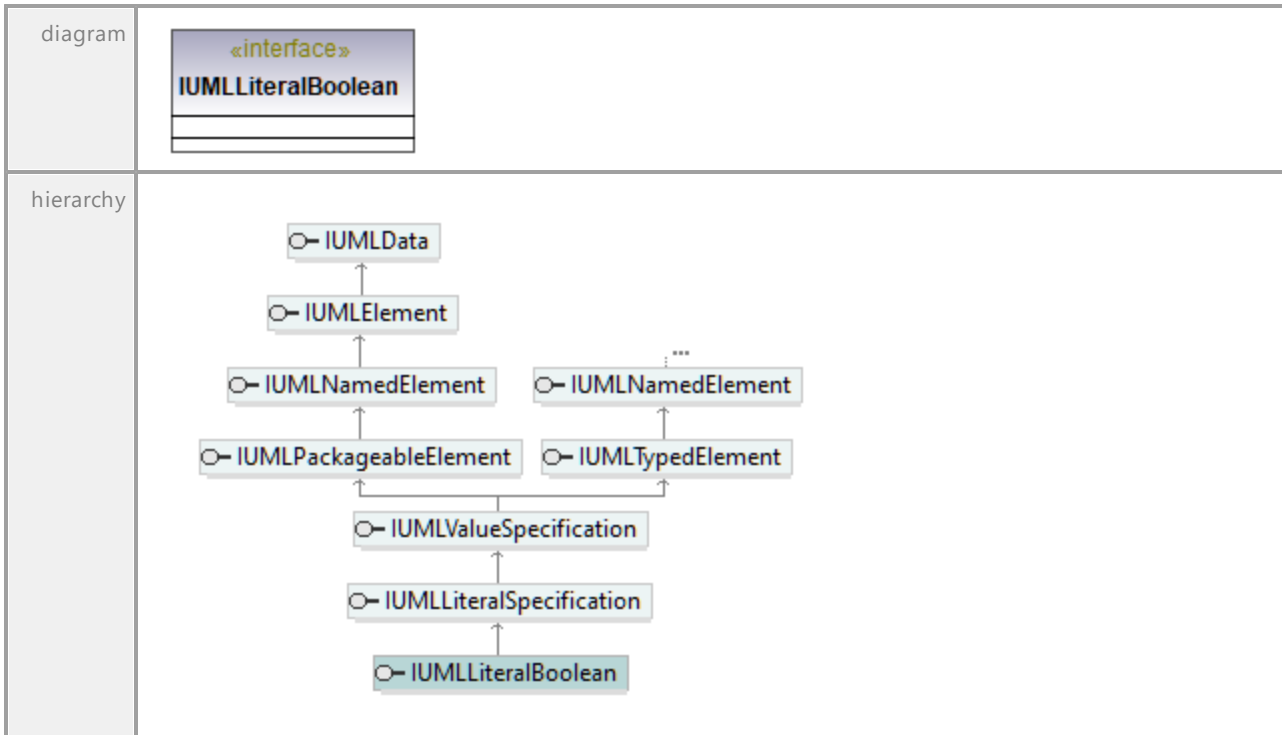 diagram
«interface»
IUMLLiteralBoolean
hierarchy
IUMLData
IUMLElement
...
IUMLNamedElement IUMLNamedElement
IUMLPackageableElement IUMLTypedElement
IUMLValueSpecification
IUMLLiteralSpecification
IUMLLiteralBoolean